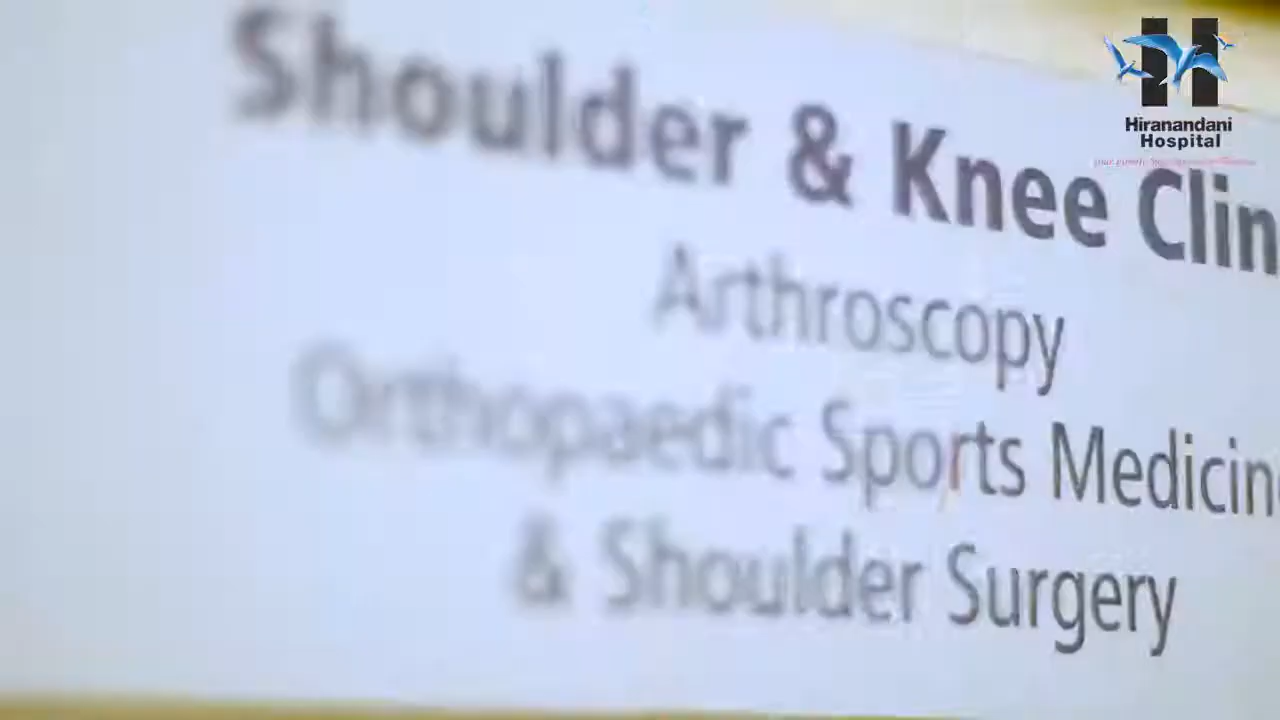 Hiranandani
Hospital
Shoulder & Knee Clin
Arthroscopy
Orthopaedic Sports Medicin
& Shoulder Surgery